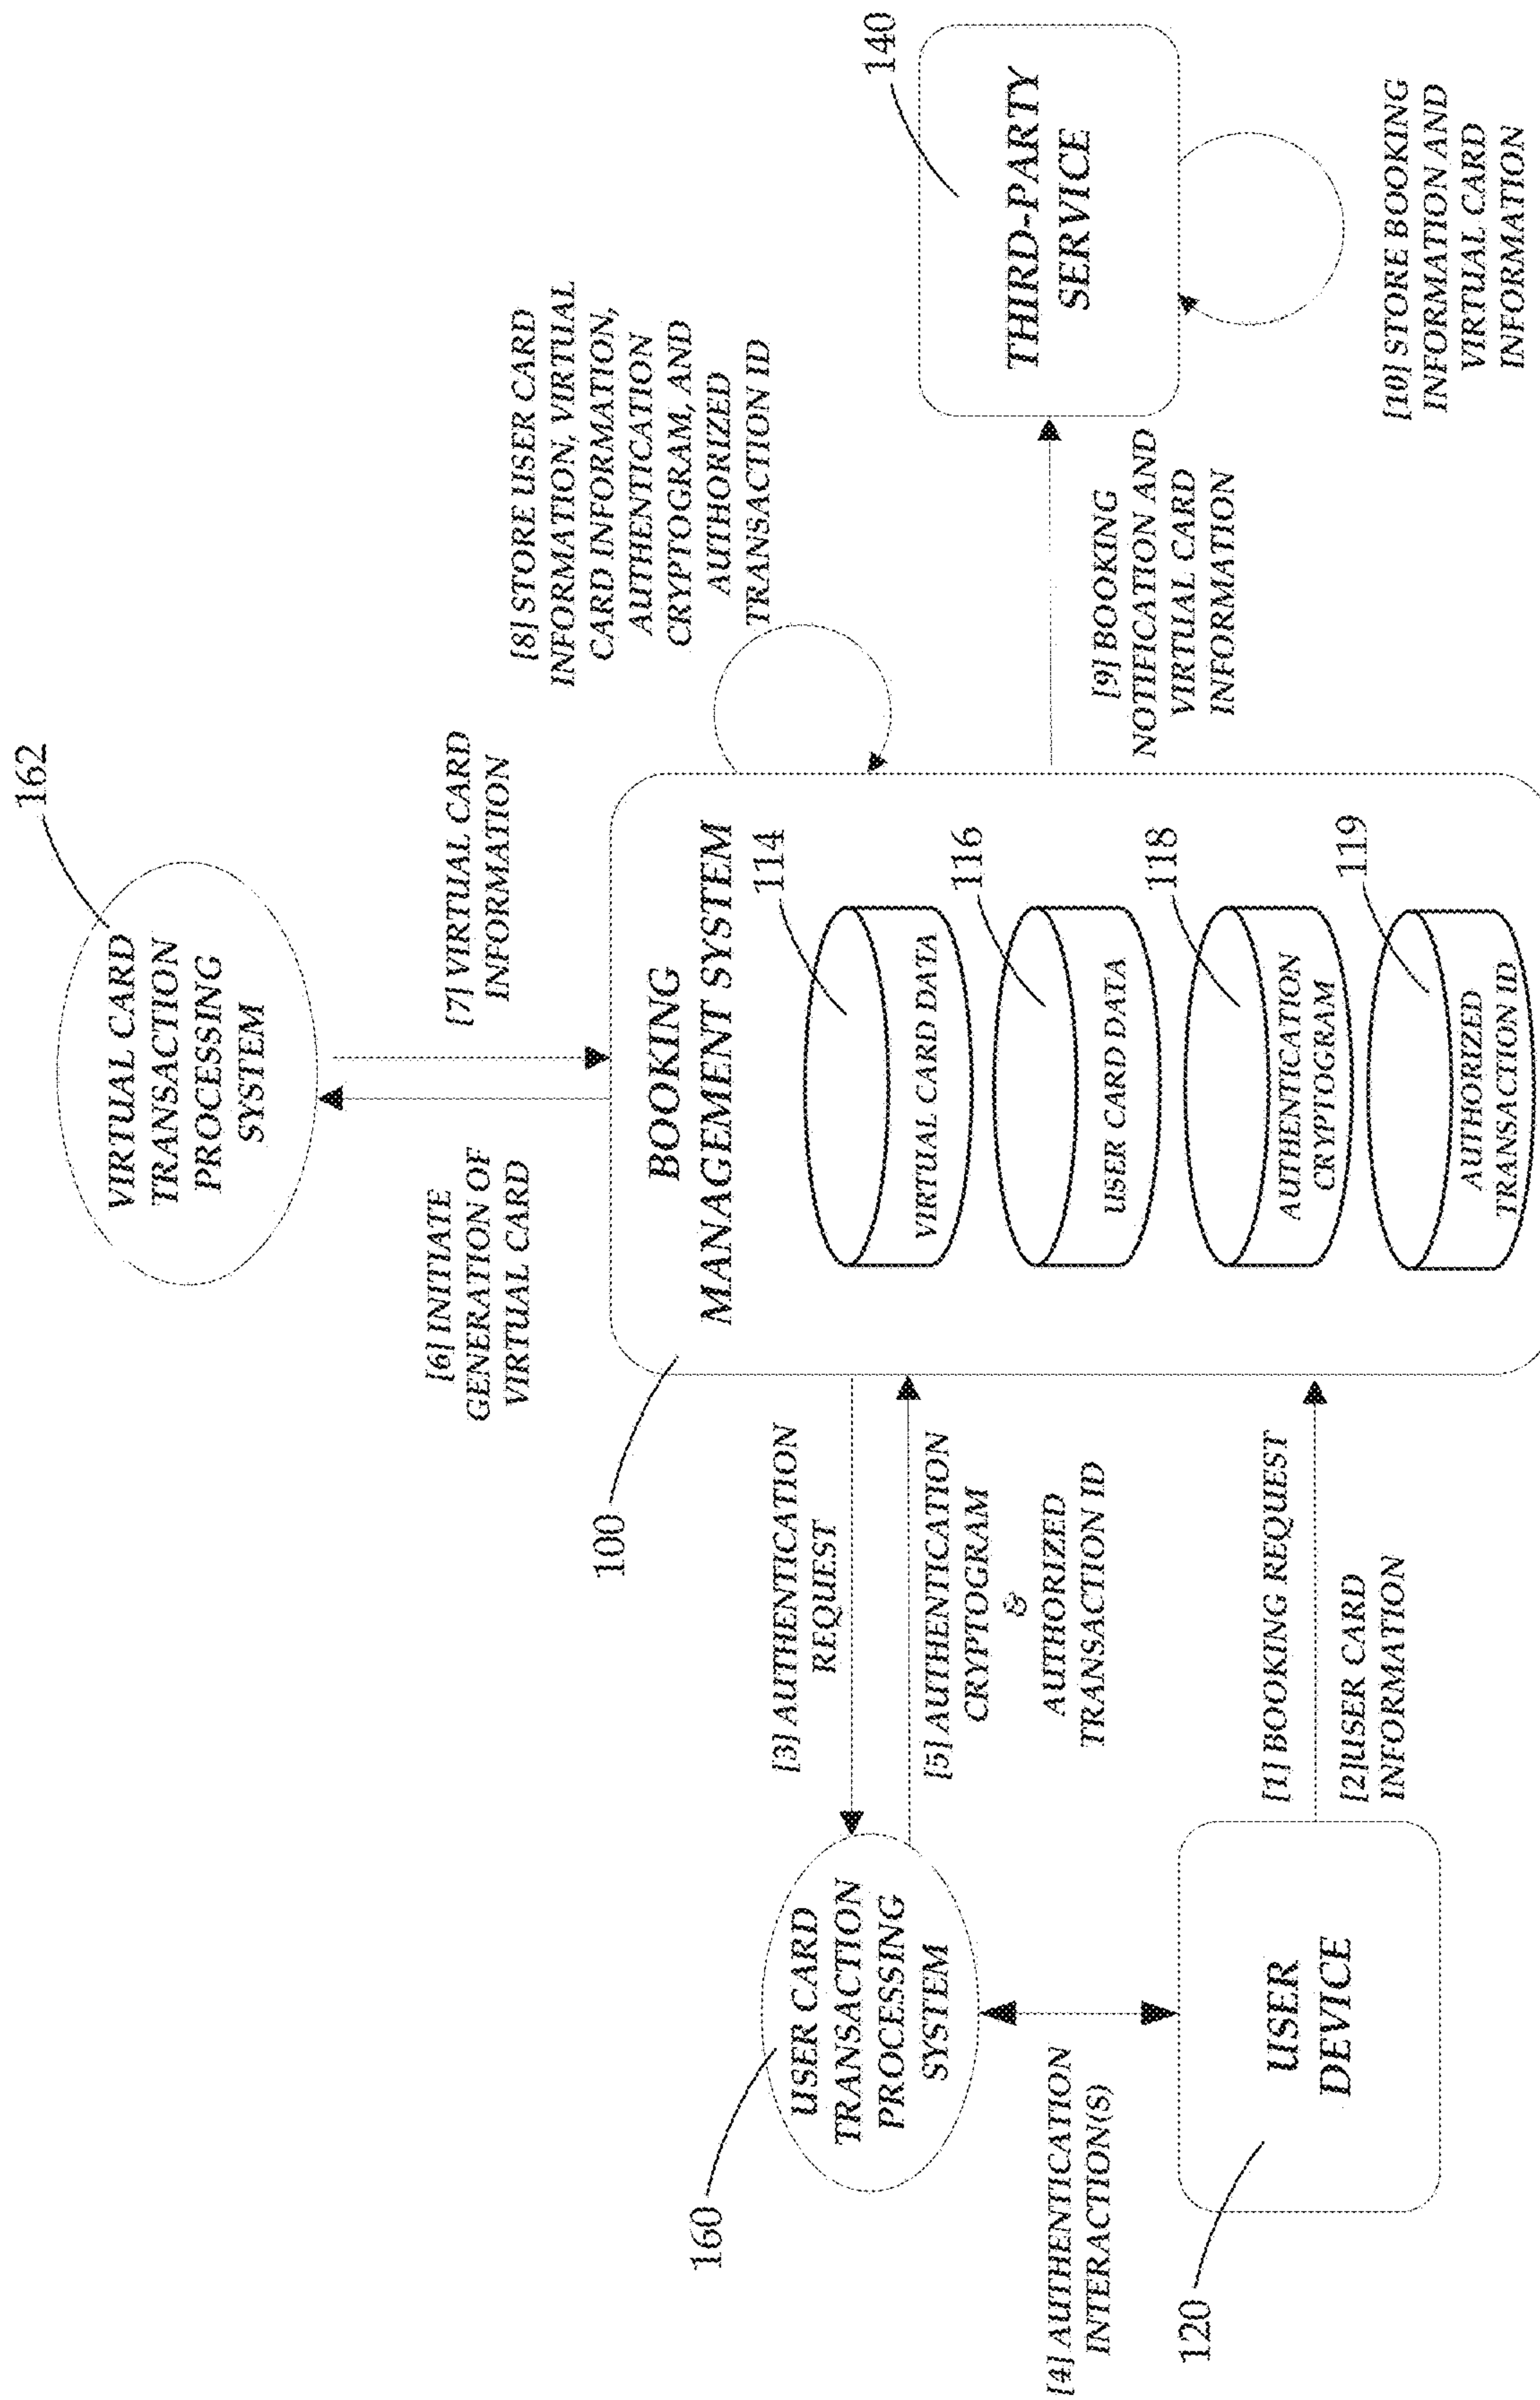 162
VIRTUAL CARD
TRANSACTION
PROCESSING
SYSTEM
[6] INITIATE
GENERATION OF
VIRTUAL CARD
[7] VIRTUAL CARD
INFORMATION
[8] STORE USER CARD
INFORMATION, VIRTUAL
CARD INFORMATION,
AUTHENTICATION
CRYPTOGRAM, AND
AUTHORIZED
TRANSACTION ID
100
BOOKING
MANAGEMENT SYSTEM
114
VIRTUAL CARD DATA
116
USER CARD DATA
118
AUTHENTICATION
CRYPTOGRAM
119
AUTHORIZED
TRANSACTION ID
160
USER CARD
TRANSACTION
PROCESSING
SYSTEM
[3] AUTHENTICATION
REQUEST
[5] AUTHENTICATION
CRYPTOGRAM
&
AUTHORIZED
TRANSACTION ID
[4] AUTHENTICATION
INTERACTION(S)
120
USER
DEVICE
[1] BOOKING REQUEST
[2]USER CARD
INFORMATION
140
THIRD-PARTY
SERVICE
[9] BOOKING
NOTIFICATION AND
VIRTUAL CARD
INFORMATION
[10] STORE BOOKING
INFORMATION AND
VIRTUAL CARD
INFORMATION